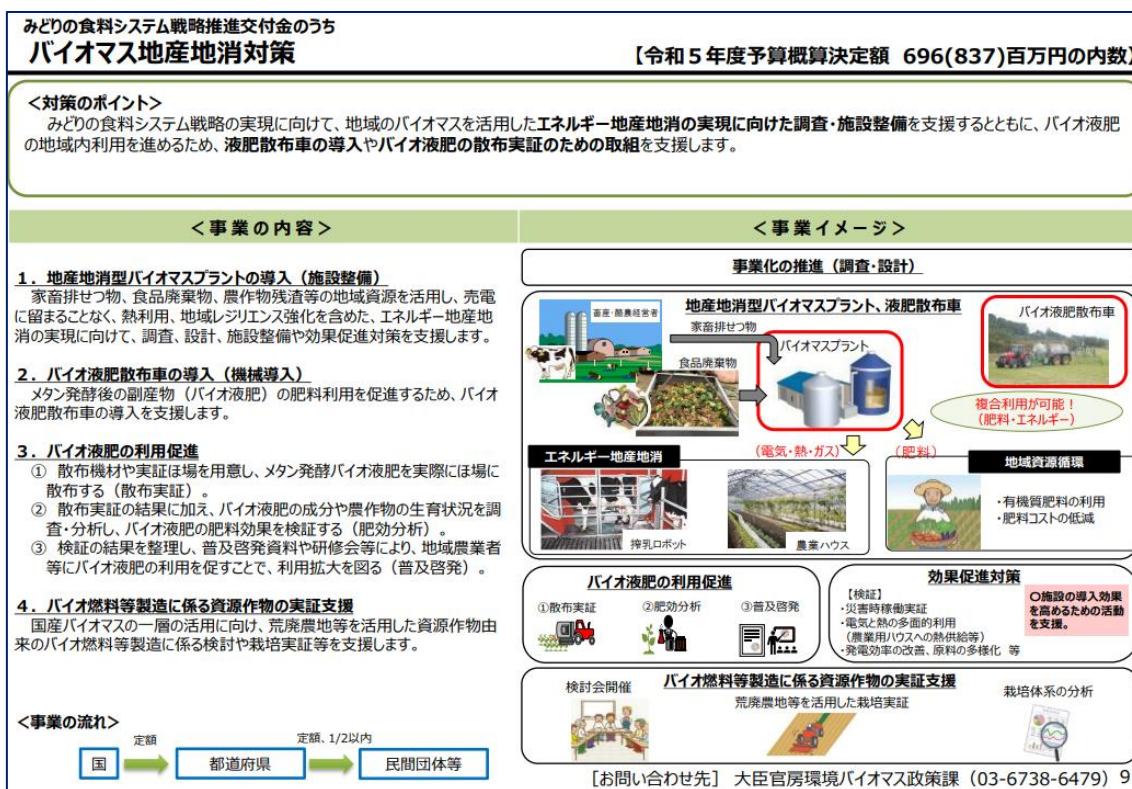 みどりの食料システム戦略推進交付金のうち
バイオマス地産地消対策
【令和５年度予算概算決定額 696(837)百万円の内数】
＜対策のポイント＞
みどりの食料システム戦略の実現に向けて、地域のバイオマスを活用したエネルギー地産地消の実現に向けた調査・施設整備を支援するとともに、バイオ液肥
の地域内利用を進めるため、液肥散布車の導入やバイオ液肥の散布実証のための取組を支援します。
＜事業の内容＞
１．地産地消型バイオマスプラントの導入（施設整備）
家畜排せつ物、食品廃棄物、農作物残渣等の地域資源を活用し、売電
に留まることなく、熱利用、地域レジリエンス強化を含めた、エネルギー地産地
消の実現に向けて、調査、設計、施設整備や効果促進対策を支援します。
２．バイオ液肥散布車の導入（機械導入）
メタン発酵後の副産物（バイオ液肥）の肥料利用を促進するため、バイオ
液肥散布車の導入を支援します。
３．バイオ液肥の利用促進
① 散布機材や実証ほ場を用意し、メタン発酵バイオ液肥を実際にほ場に
散布する（散布実証）。
② 散布実証の結果に加え、バイオ液肥の成分や農作物の生育状況を調
査・分析し、バイオ液肥の肥料効果を検証する（肥効分析）。
③ 検証の結果を整理し、普及啓発資料や研修会等により、地域農業者
等にバイオ液肥の利用を促すことで、利用拡大を図る（普及啓発）。
４．バイオ燃料等製造に係る資源作物の実証支援
国産バイオマスの一層の活用に向け、荒廃農地等を活用した資源作物由
来のバイオ燃料等製造に係る検討や栽培実証等を支援します。
＜事業の流れ＞
定額
定額、1/2以内
国
都道府県
民間団体等
＜事業イメージ＞
事業化の推進（調査・設計）
地産地消型バイオマスプラント、液肥散布車
畜産・酪農経営者
家畜排せつ物
バイオマスプラント
食品廃棄物
バイオ液肥散布車
複合利用が可能！
（肥料・エネルギー）
（電気・熱・ガス）
（肥料）
エネルギー地産地消
搾乳ロボット
農業ハウス
地域資源循環
・有機質肥料の利用
・肥料コストの低減
バイオ液肥の利用促進
①散布実証
②肥効分析
③普及啓発
効果促進対策
【検証】
・災害時稼働実証
・電気と熱の多面的利用
（農業用ハウスへの熱供給等）
・発電効率の改善、原料の多様化 等
〇施設の導入効果
を高めるための活動
を支援。
バイオ燃料等製造に係る資源作物の実証支援
検討会開催
荒廃農地等を活用した栽培実証
栽培体系の分析
［お問い合わせ先］ 大臣官房環境バイオマス政策課（03-6738-6479）
9